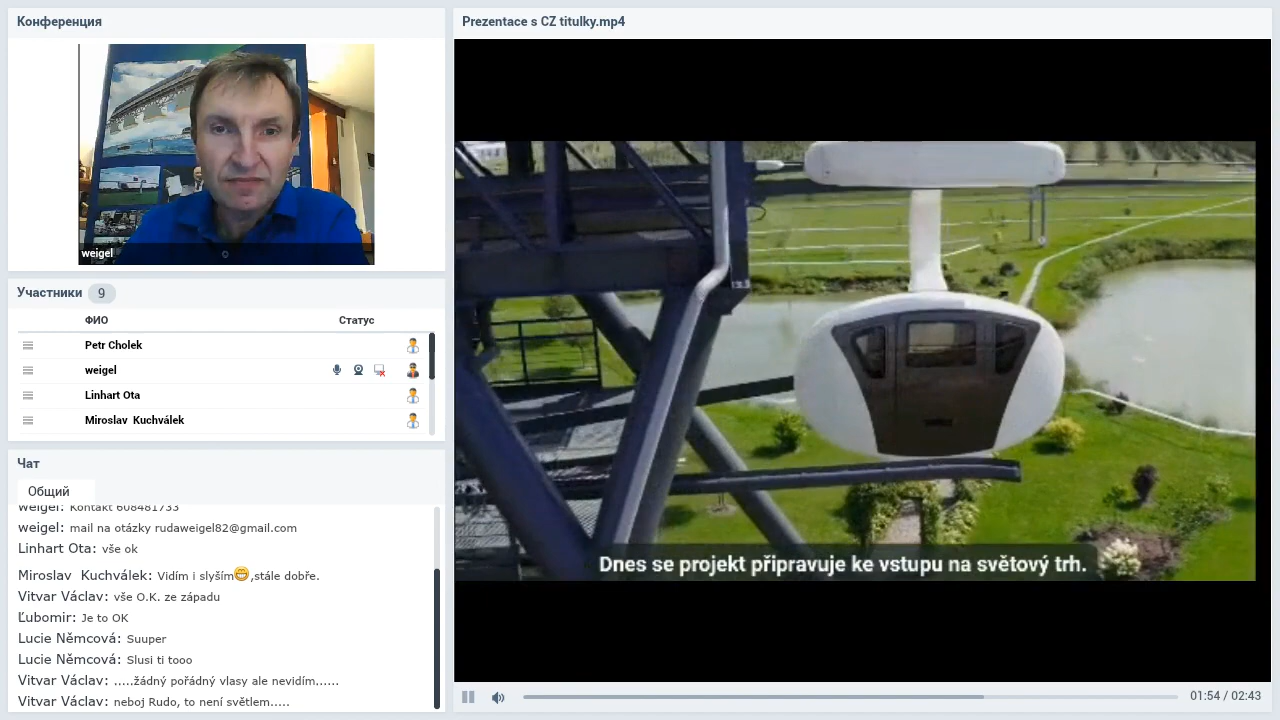 Конференция
weigel
Участники 9
ФИО Статус
Petr Cholek
weigel
Linhart Ota
Miroslav Kuchválek
Чат
Общий
weigel: Kontakt 608481733
weigel: mail na otázky rudaweigel82@gmail.com
Linhart Ota: vše ok
Miroslav Kuchválek: Vidím i slyším😁,stále dobře.
Vitvar Václav: vše O.K. ze západu
Ľubomir: Je to OK
Lucie Němcová: Suuper
Lucie Němcová: Slusi ti tooo
Vitvar Václav: .....žádný pořádný vlasy ale nevidím......
Vitvar Václav: neboj Rudo, to není světlem.....
Prezentace s CZ titulky.mp4
Dnes se projekt připravuje ke vstupu na světový trh.
01:54 / 02:43